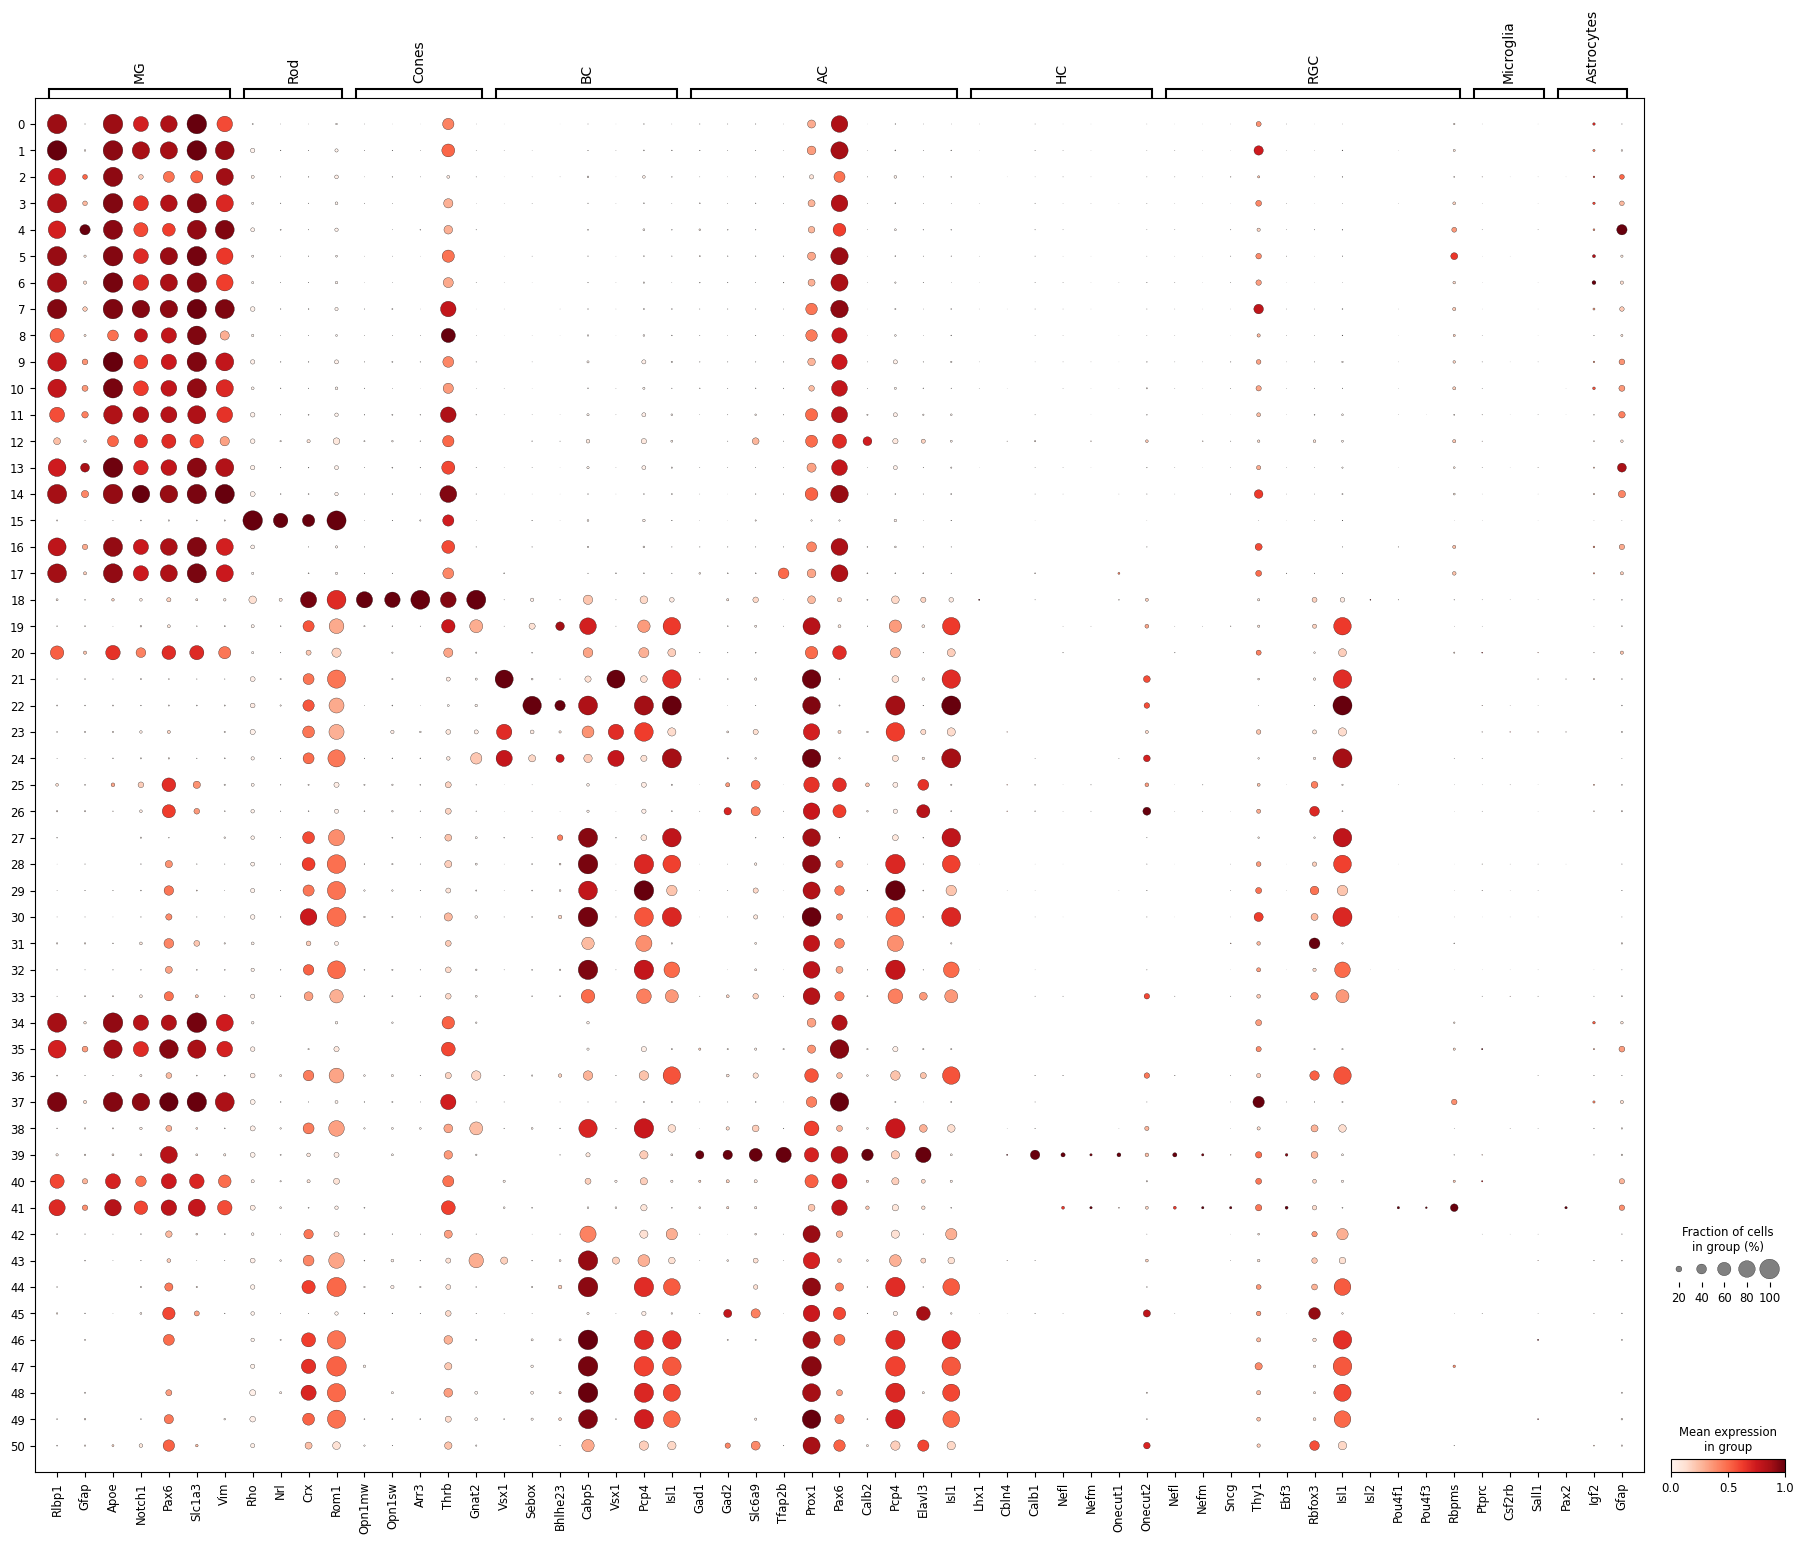 MG
Rod
Cones
BC
AC
HC
RGC
Microglia
Astrocytes
0
1
2
3
4
5
6
7
8
9
10
11
12
13
14
15
16
17
18
19
20
21
22
23
24
25
26
27
28
29
30
31
32
33
34
35
36
37
38
39
40
41
42
43
44
45
46
47
48
49
50
Rlbp1
Gfap
Apoe
Notch1
Pax6
Slc1a3
Vim
Rho
Nrl
Crx
Rom1
Opn1mw
Opn1sw
Arr3
Thrb
Gnat2
Vsx1
Sebox
Bhlhe23
Cabp5
Vsx1
Pcp4
Isl1
Gad1
Gad2
Slc6a9
Tfap2b
Prox1
Pax6
Calb2
Pcp4
Elavl3
Isl1
Lhx1
Cbln4
Calb1
Nefl
Nefm
Onecut1
Onecut2
Nefl
Nefm
Sncg
Thy1
Ebf3
Rbfox3
Isl1
Isl2
Pou4f1
Pou4f3
Rbpms
Ptprc
Csf2rb
Sall1
Pax2
Igf2
Gfap
Fraction of cells
in group (%)
20 40 60 80 100
Mean expression
in group
0.0 0.5 1.0